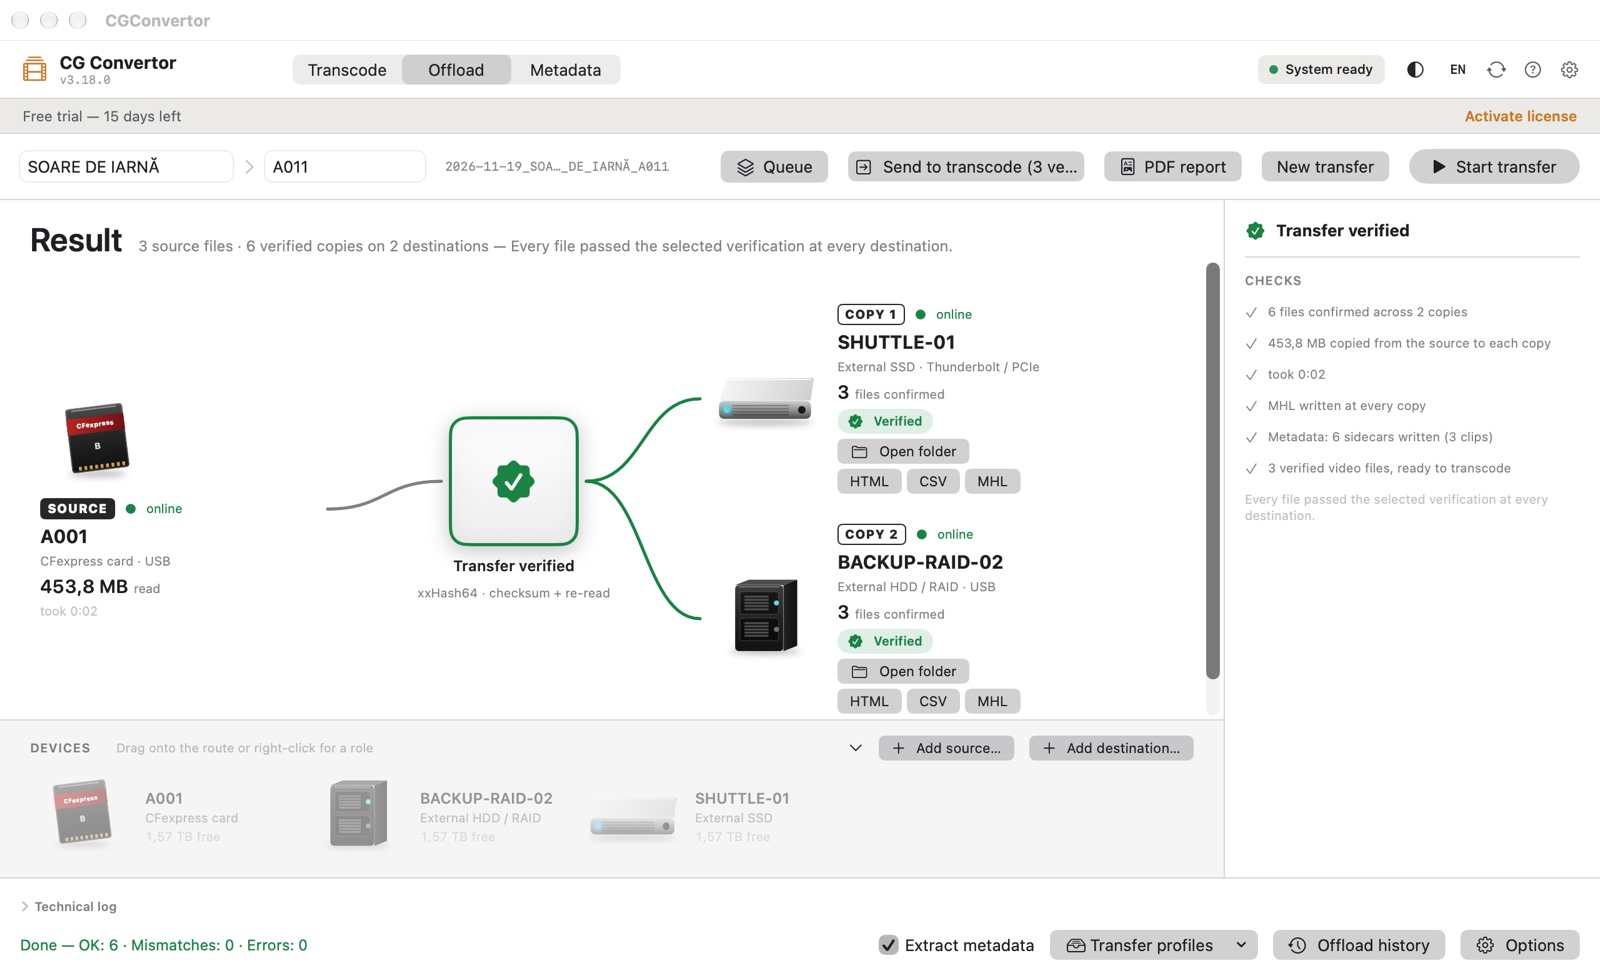 CGConvertor
CG Convertor
v3.18.0
Transcode
Offload
Metadata
System ready
EN
Free trial — 15 days left
Activate license
SOARE DE IARNĂ
A011
2026-11-19_SOA…_DE_IARNĂ_A011
Queue
Send to transcode (3 ve...
PDF report
New transfer
Start transfer
Result
3 source files · 6 verified copies on 2 destinations — Every file passed the selected verification at every destination.
CFexpress
B
SOURCE
online
A001
CFexpress card · USB
453,8 MB read
took 0:02
Transfer verified
xxHash64 · checksum + re-read
COPY 1
online
SHUTTLE-01
External SSD · Thunderbolt / PCIe
3 files confirmed
Verified
Open folder
HTML
CSV
MHL
COPY 2
online
BACKUP-RAID-02
External HDD / RAID · USB
3 files confirmed
Verified
Open folder
HTML
CSV
MHL
Transfer verified
CHECKS
6 files confirmed across 2 copies
453,8 MB copied from the source to each copy
took 0:02
MHL written at every copy
Metadata: 6 sidecars written (3 clips)
3 verified video files, ready to transcode
Every file passed the selected verification at every
destination.
DEVICES
Drag onto the route or right-click for a role
Add source...
Add destination...
CFexpress
B
A001
CFexpress card
1,57 TB free
BACKUP-RAID-02
External HDD / RAID
1,57 TB free
SHUTTLE-01
External SSD
1,57 TB free
Technical log
Done — OK: 6 · Mismatches: 0 · Errors: 0
Extract metadata
Transfer profiles
Offload history
Options